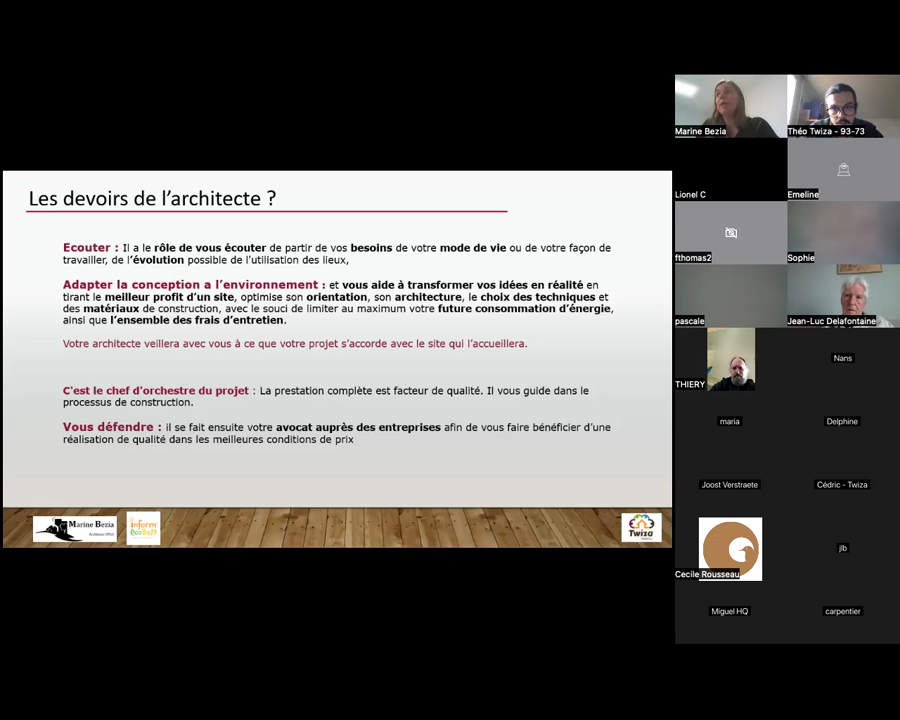 Les devoirs de l'architecte ?
Ecouter : Il a le rôle de vous écouter de partir de vos besoins de votre mode de vie ou de votre façon de
travailler, de l'évolution possible de l'utilisation des lieux,
Adapter la conception a l'environnement : et vous aide à transformer vos idées en réalité en
tirant le meilleur profit d'un site, optimise son orientation, son architecture, le choix des techniques et
des matériaux de construction, avec le souci de limiter au maximum votre future consommation d'énergie,
ainsi que l'ensemble des frais d'entretien.
Votre architecte veillera avec vous à ce que votre projet s'accorde avec le site qui l'accueillera.
C'est le chef d'orchestre du projet : La prestation complète est facteur de qualité. Il vous guide dans le
processus de construction.
Vous défendre : il se fait ensuite votre avocat auprès des entreprises afin de vous faire bénéficier d'une
réalisation de qualité dans les meilleures conditions de prix
Marine Bezia
inform'
écobati
Twiza
Marine Bezia
Théo Twiza - 93-73
Lionel C
Emeline
fthomas2
Sophie
pascale
Jean-Luc Delafontaine
THIERY
Nans
maria
Delphine
Joost Verstraete
Cédric - Twiza
Cecile Rousseau
jlb
Miguel HQ
carpentier